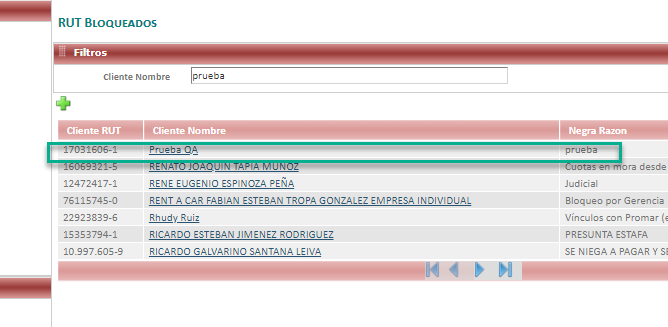 RUT Bloqueados
Filtros
Cliente Nombre prueba
Cliente RUT Cliente Nombre Negra Razon
17031606-1 Prueba QA prueba
16069321-5 RENATO JOAQUIN TAPIA MUÑOZ Cuotas en mora desde
12472417-1 RENE EUGENIO ESPINOZA PEÑA Judicial
76115745-0 RENT A CAR FABIAN ESTEBAN TROPA GONZALEZ EMPRESA INDIVIDUAL Bloqueo por Gerencia
22923839-6 Rhudy Ruiz Vínculos con Promar (e
15353794-1 RICARDO ESTEBAN JIMENEZ RODRIGUEZ PRESUNTA ESTAFA
10.997.605-9 RICARDO GALVARINO SANTANA LEIVA SE NIEGA A PAGAR Y SE